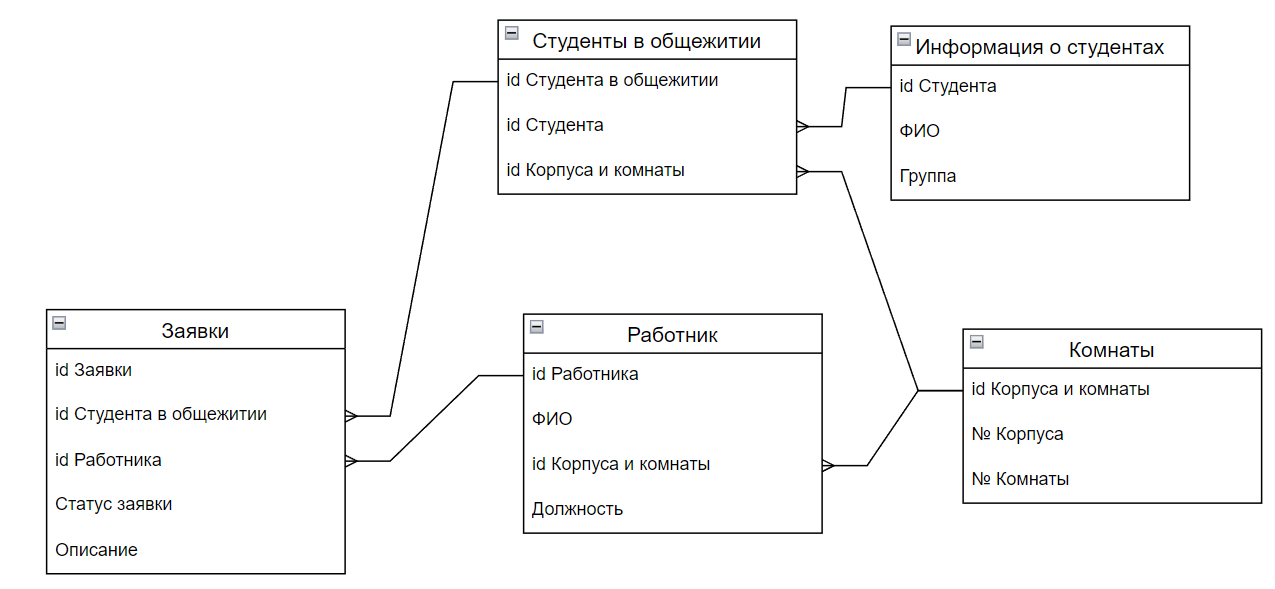 Студенты в общежитии
id Студента в общежитии
id Студента
id Корпуса и комнаты
Информация о студентах
id Студента
ФИО
Группа
Заявки
id Заявки
id Студента в общежитии
id Работника
Статус заявки
Описание
Работник
id Работника
ФИО
id Корпуса и комнаты
Должность
Комнаты
id Корпуса и комнаты
№ Корпуса
№ Комнаты